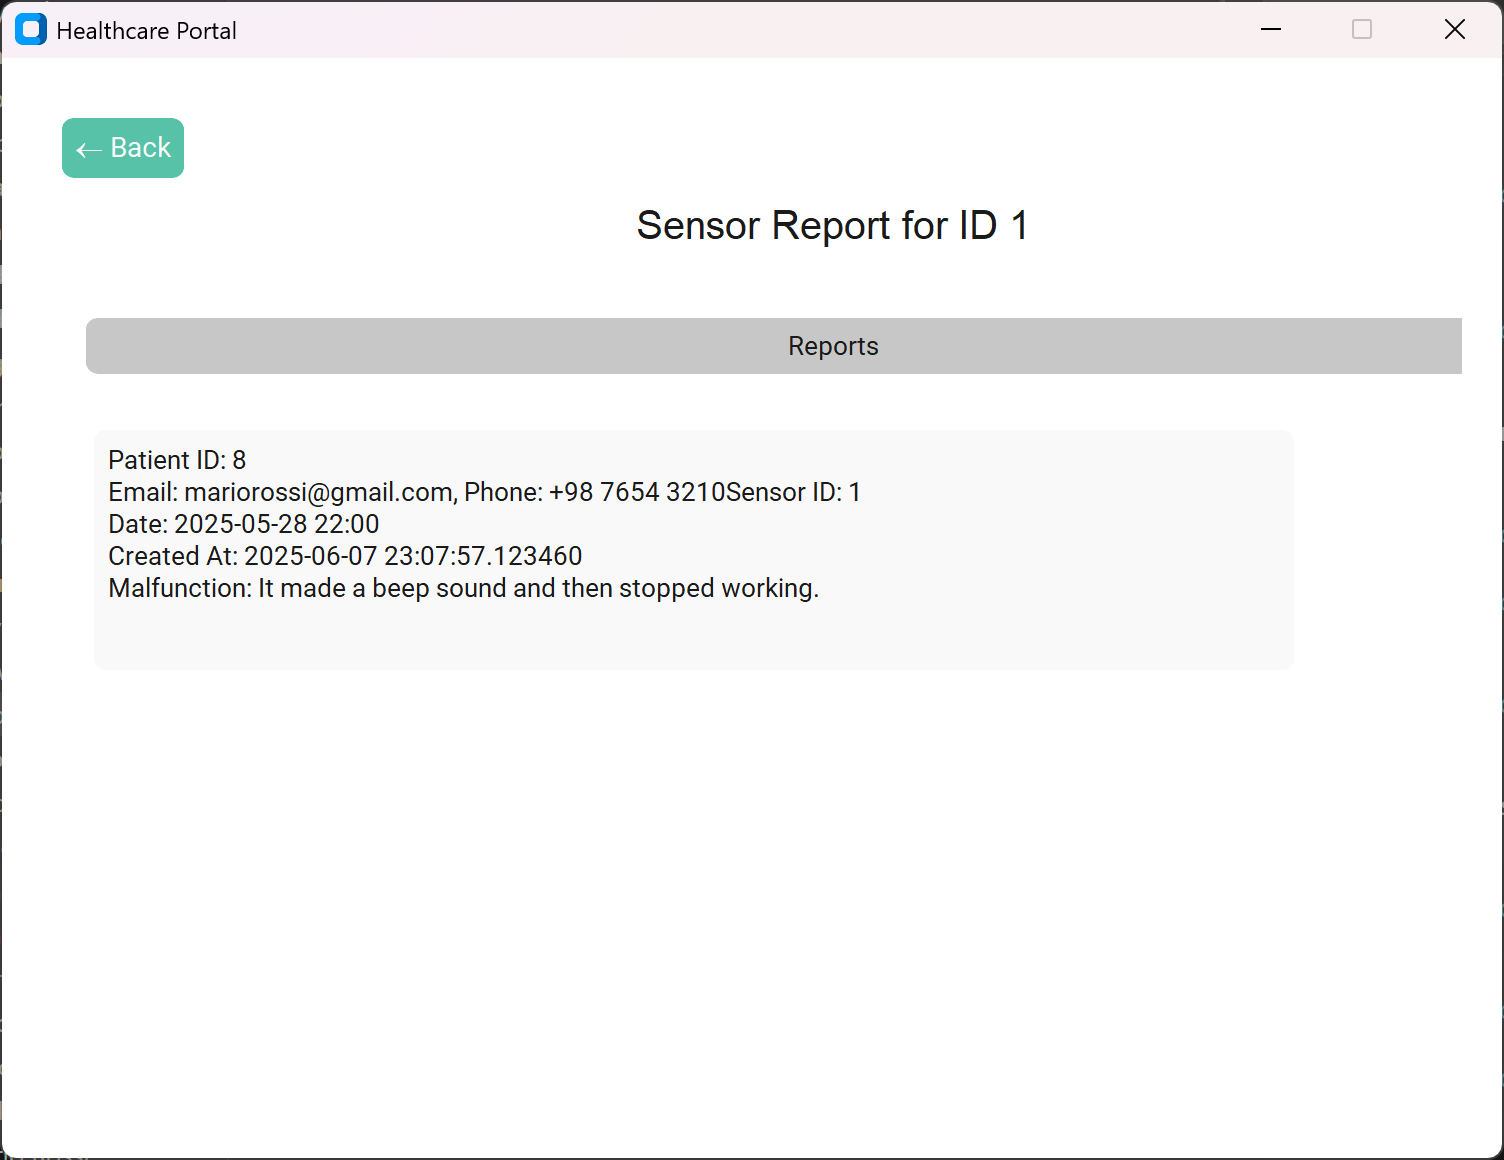 Healthcare Portal
← Back
Sensor Report for ID 1
Reports
Patient ID: 8
Email: mariorossi@gmail.com, Phone: +98 7654 3210Sensor ID: 1
Date: 2025-05-28 22:00
Created At: 2025-06-07 23:07:57.123460
Malfunction: It made a beep sound and then stopped working.